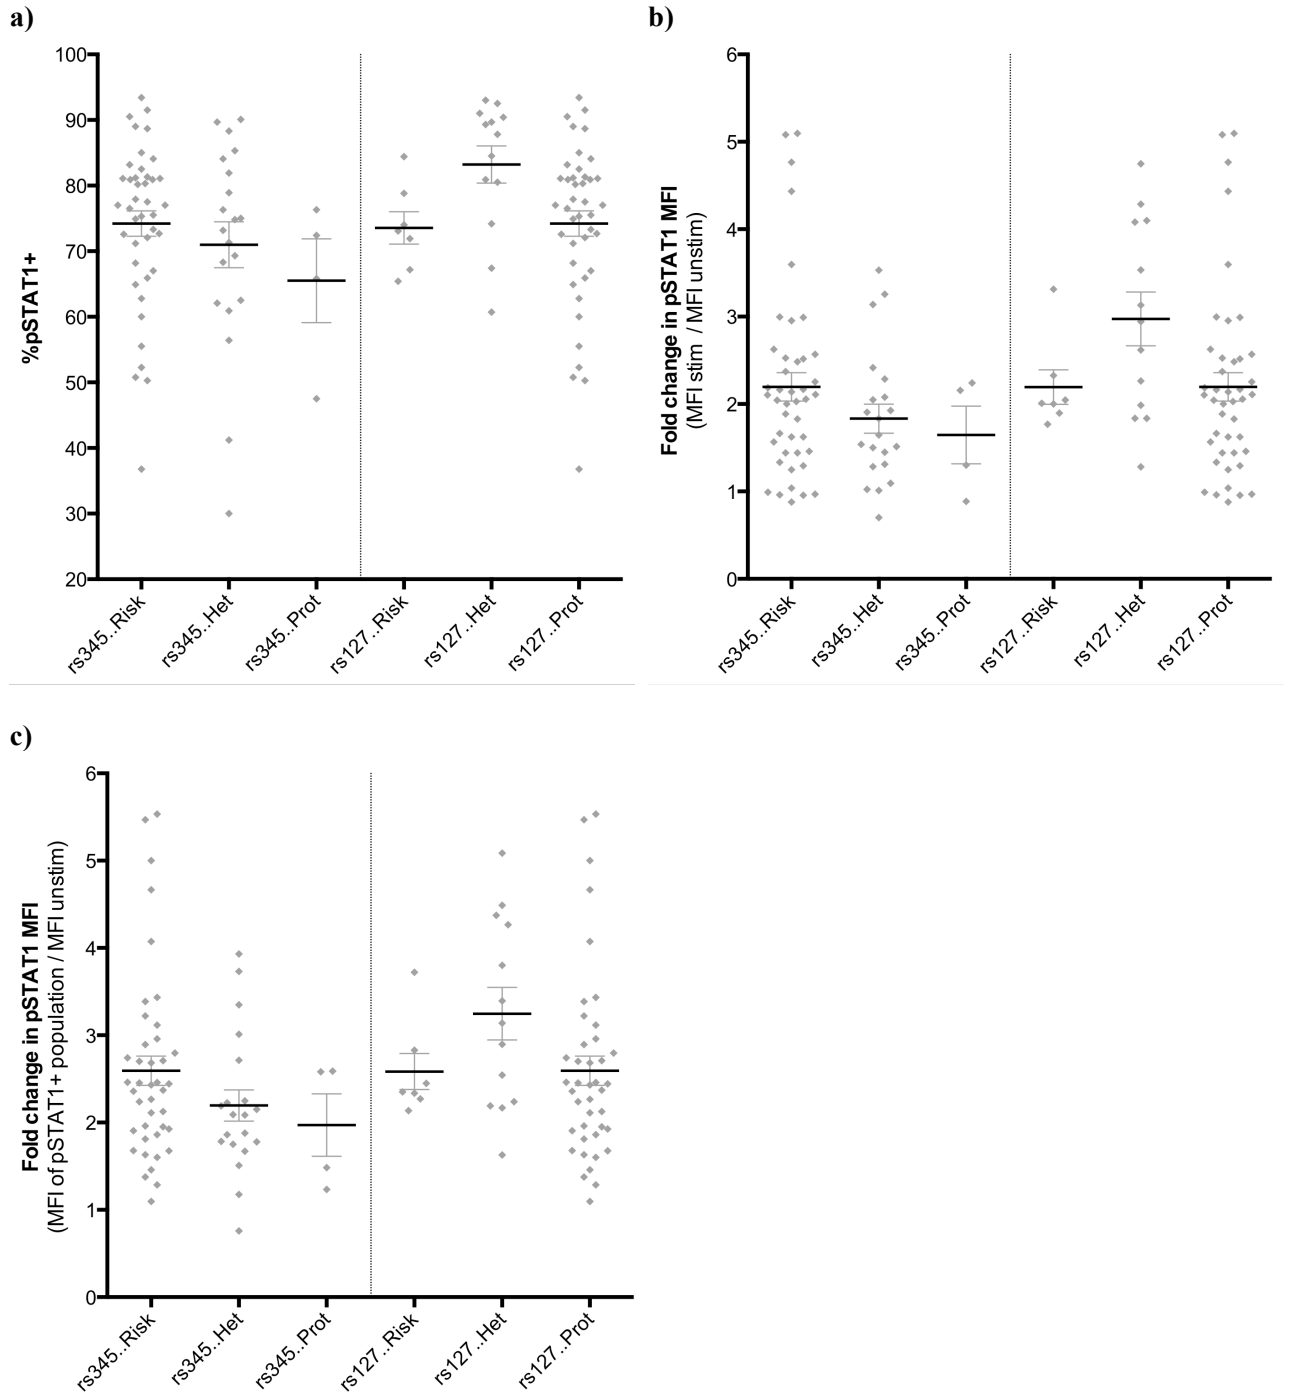 a)
%pSTAT1+
100
90
80
70
60
50
40
30
20
rs345..Risk
rs345..Het
rs345..Prot
rs127..Risk
rs127..Het
rs127..Prot
b)
Fold change in pSTAT1 MFI
(MFI stim / MFI unstim)
6
5
4
3
2
1
0
rs345..Risk
rs345..Het
rs345..Prot
rs127..Risk
rs127..Het
rs127..Prot
c)
Fold change in pSTAT1 MFI
(MFI of pSTAT1+ population / MFI unstim)
6
5
4
3
2
1
0
rs345..Risk
rs345..Het
rs345..Prot
rs127..Risk
rs127..Het
rs127..Prot